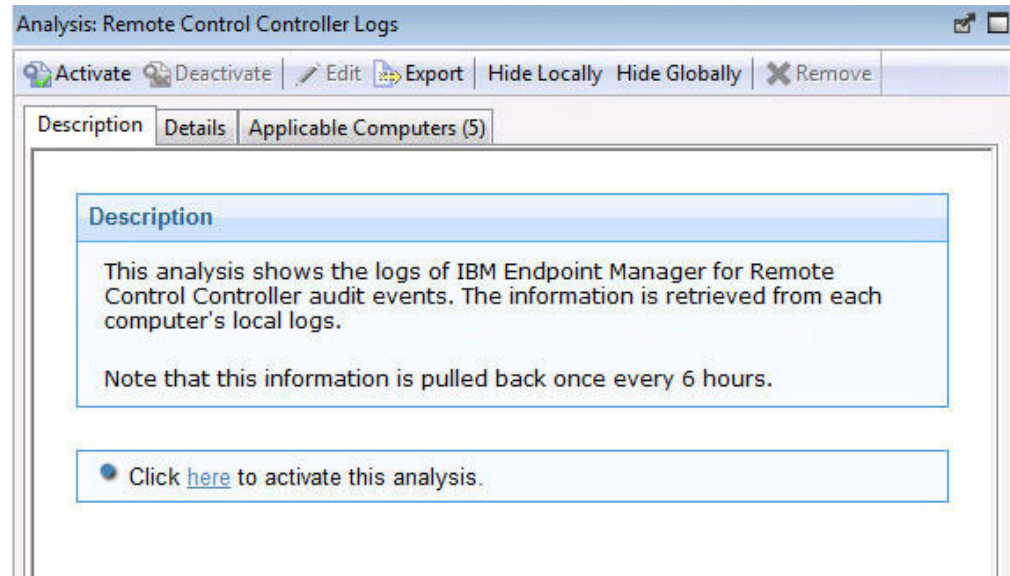 Analysis: Remote Control Controller Logs
Activate Deactivate Edit Export Hide Locally Hide Globally Remove
Description Details Applicable Computers (5)
Description
This analysis shows the logs of IBM Endpoint Manager for Remote
Control Controller audit events. The information is retrieved from each
computer's local logs.
Note that this information is pulled back once every 6 hours.
Click here to activate this analysis.